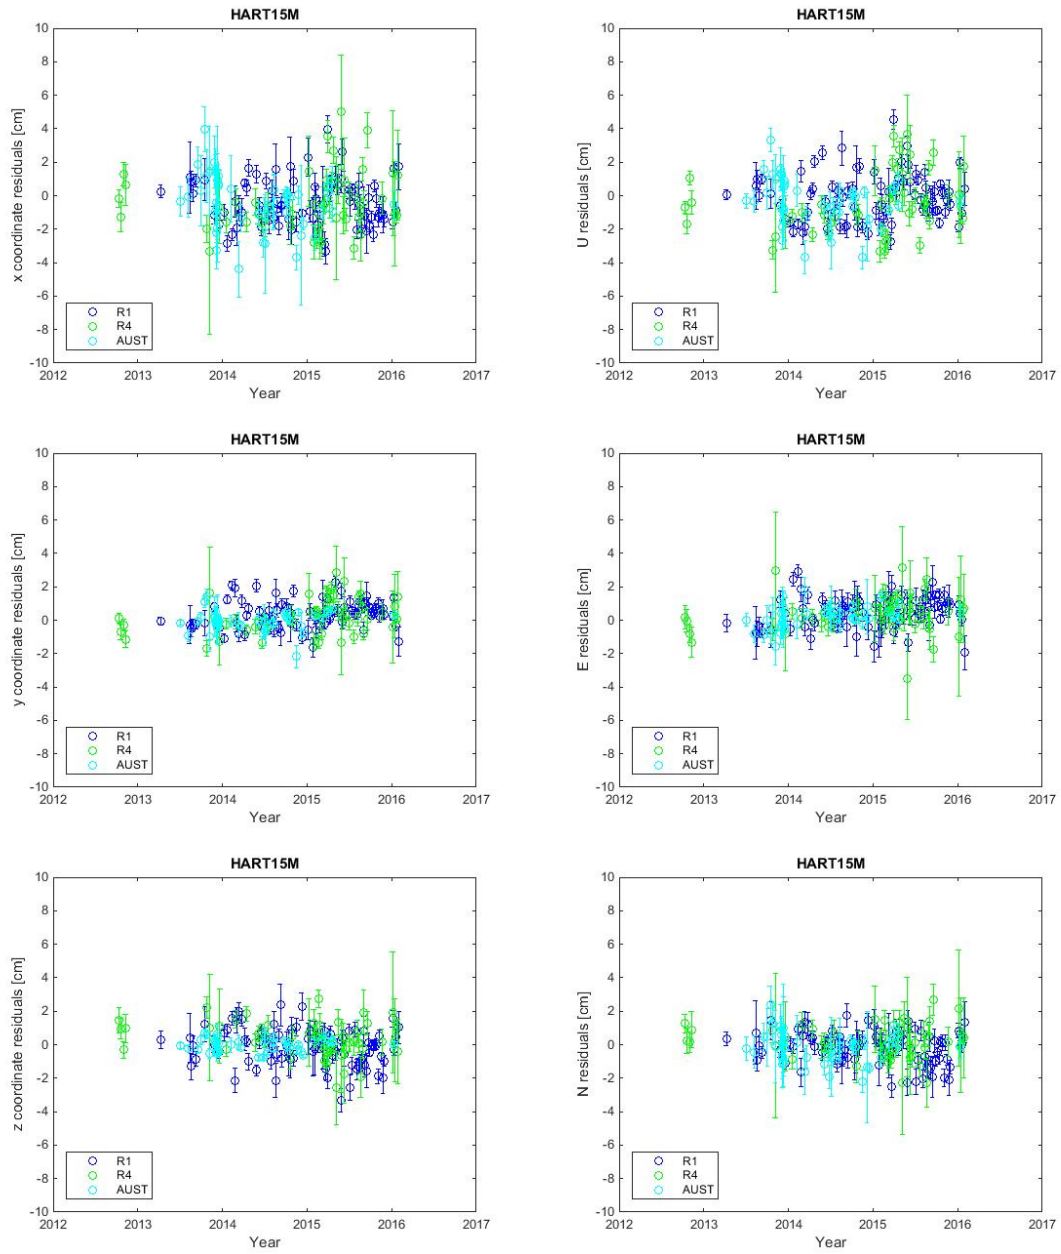 HART15M
10
8
6
4
2
0
-2
-4
-6
-8
-10
x coordinate residuals [cm]
R1
R4
AUST
2012 2013 2014 2015 2016 2017
Year
HART15M
10
8
6
4
2
0
-2
-4
-6
-8
-10
U residuals [cm]
R1
R4
AUST
2012 2013 2014 2015 2016 2017
Year
HART15M
10
8
6
4
2
0
-2
-4
-6
-8
-10
y coordinate residuals [cm]
R1
R4
AUST
2012 2013 2014 2015 2016 2017
Year
HART15M
10
8
6
4
2
0
-2
-4
-6
-8
-10
E residuals [cm]
R1
R4
AUST
2012 2013 2014 2015 2016 2017
Year
HART15M
10
8
6
4
2
0
-2
-4
-6
-8
-10
z coordinate residuals [cm]
R1
R4
AUST
2012 2013 2014 2015 2016 2017
Year
HART15M
10
8
6
4
2
0
-2
-4
-6
-8
-10
N residuals [cm]
R1
R4
AUST
2012 2013 2014 2015 2016 2017
Year